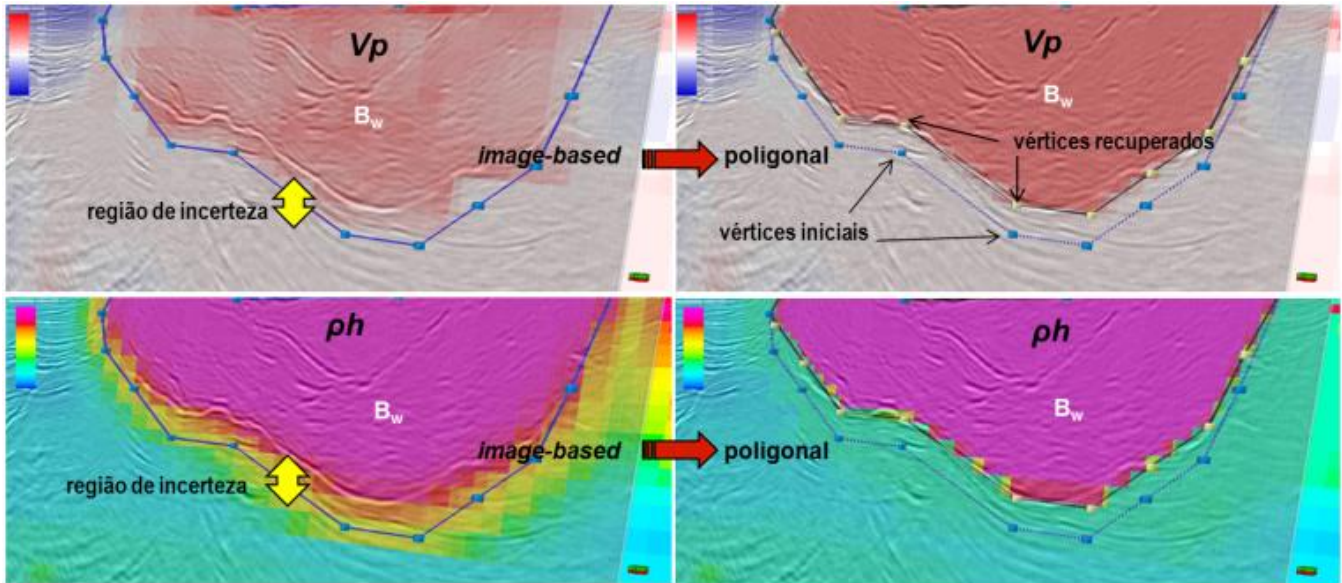 Vp
Bw
image-based
região de incerteza
Vp
Bw
vértices recuperados
poligonal
vértices iniciais
ρh
Bw
image-based
região de incerteza
ρh
Bw
poligonal